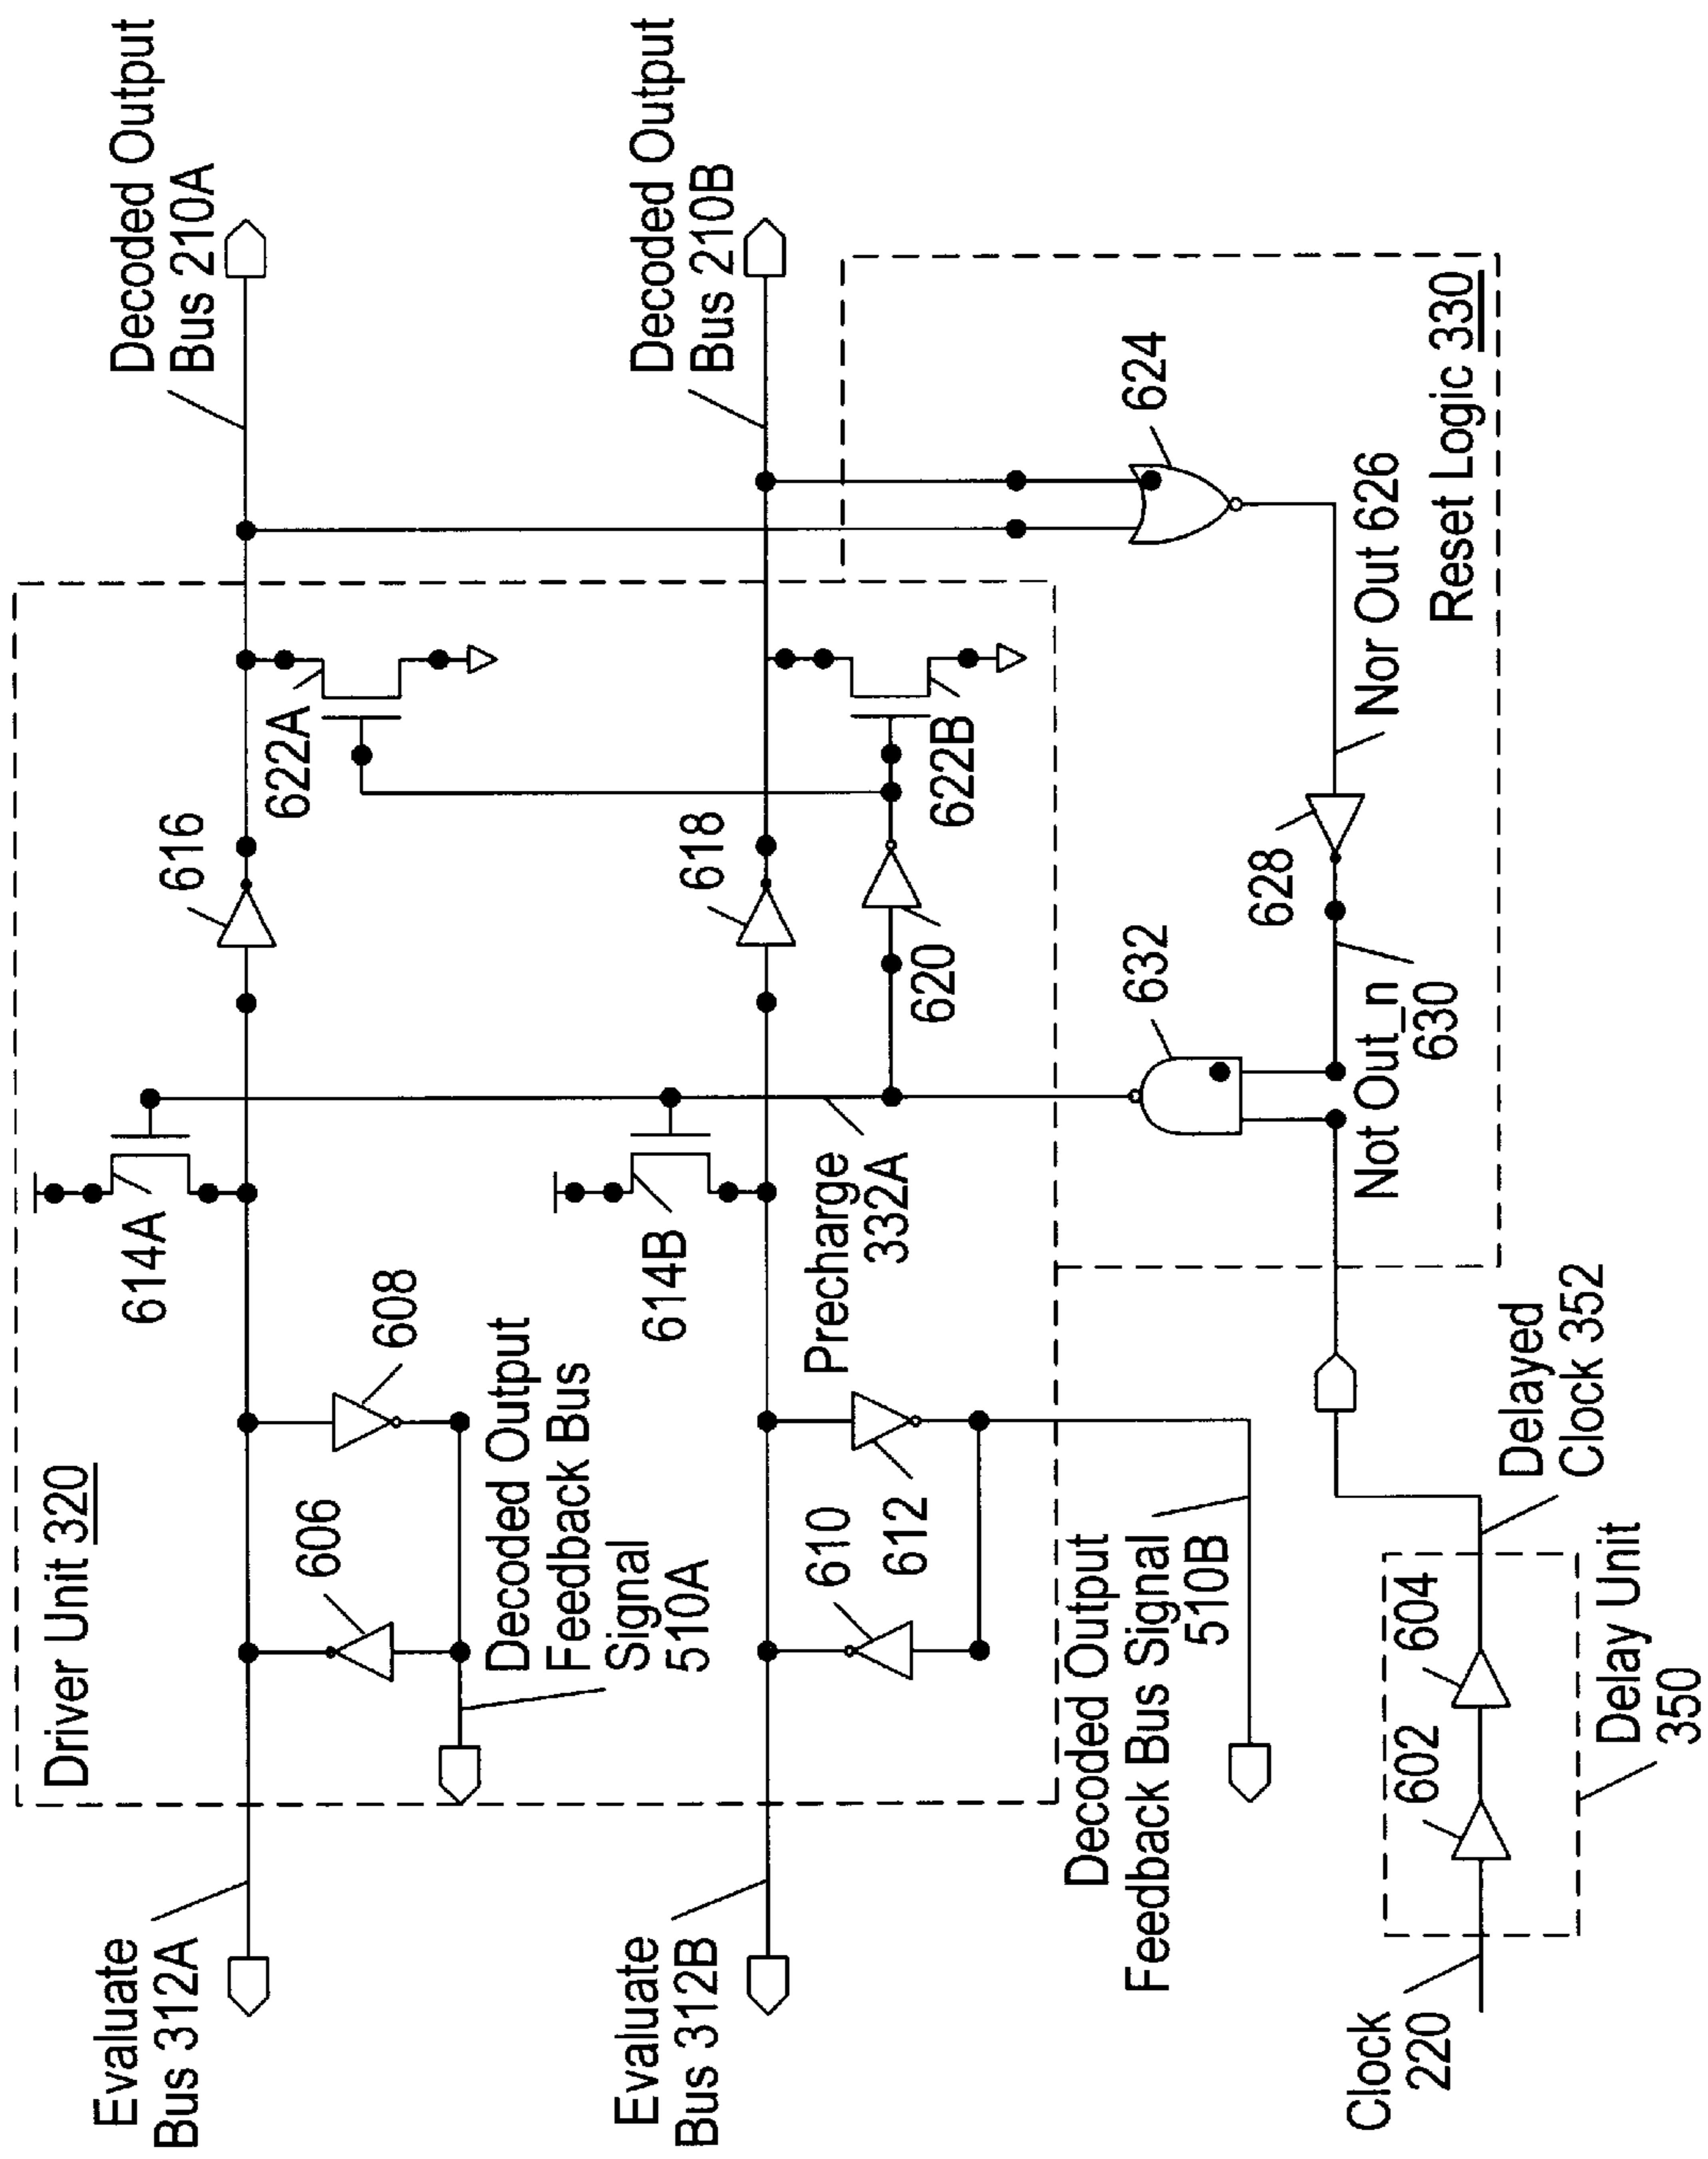 Driver Unit 320
Evaluate
Bus 312A
606
608
614A
616
622A
Decoded Output
Bus 210A
Decoded Output
Feedback Bus
Signal
510A
Evaluate
Bus 312B
610
612
614B
618
620
622B
Decoded Output
Bus 210B
Precharge
332A
Decoded Output
Feedback Bus Signal
510B
632
624
628
Not Out_n
630
Nor Out 626
Reset Logic 330
Clock
220
602
604
Delayed
Clock 352
Delay Unit
350